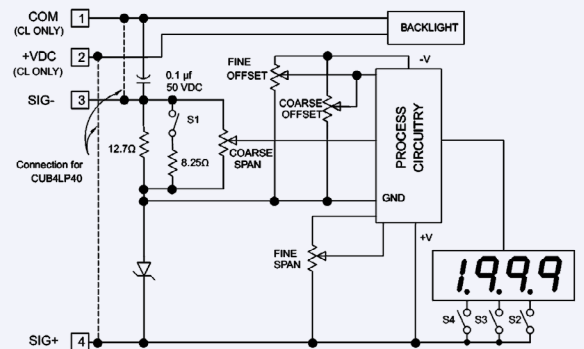 COM 1
(CL ONLY)
BACKLIGHT
+VDC 2
(CL ONLY)
FINE
OFFSET
-V
0.1 µf
50 VDC
SIG- 3
S1
COARSE
OFFSET
PROCESS
CIRCUITRY
12.7Ω
8.25Ω
COARSE
SPAN
Connection for
CUB4LP40
GND
+V
FINE
SPAN
1.9.9.9
S4 S3 S2
SIG+ 4